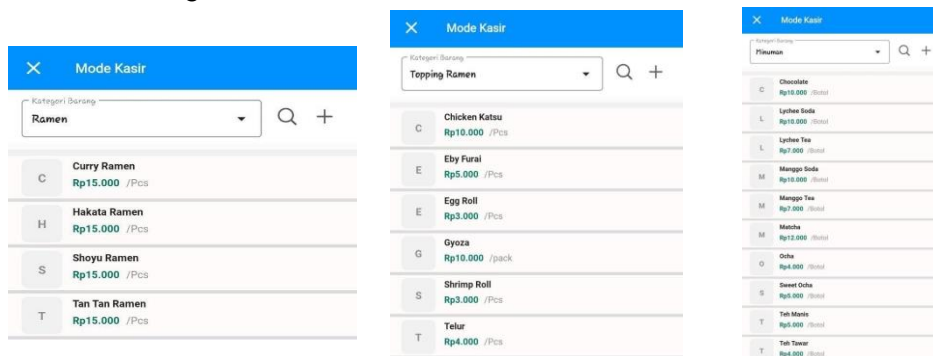 Mode Kasir
Kategori Barang
Ramen
C
Curry Ramen
Rp15.000 /Pcs
H
Hakata Ramen
Rp15.000 /Pcs
S
Shoyu Ramen
Rp15.000 /Pcs
T
Tan Tan Ramen
Rp15.000 /Pcs
Mode Kasir
Kategori Barang
Topping Ramen
C
Chicken Katsu
Rp10.000 /Pcs
E
Eby Furai
Rp5.000 /Pcs
E
Egg Roll
Rp3.000 /Pcs
G
Gyoza
Rp10.000 /pack
S
Shrimp Roll
Rp3.000 /Pcs
T
Telur
Rp4.000 /Pcs
Mode Kasir
Kategori Barang
Minuman
C
Chocolate
Rp10.000 /Botol
L
Lychee Soda
Rp10.000 /Botol
L
Lychee Tea
Rp7.000 /Botol
M
Manggo Soda
Rp10.000 /Botol
M
Manggo Tea
Rp7.000 /Botol
M
Matcha
Rp12.000 /Botol
O
Ocha
Rp4.000 /Botol
S
Sweet Ocha
Rp5.000 /Botol
T
Teh Manis
Rp5.000 /Botol
T
Teh Tawar
Rp4.000 /Botol